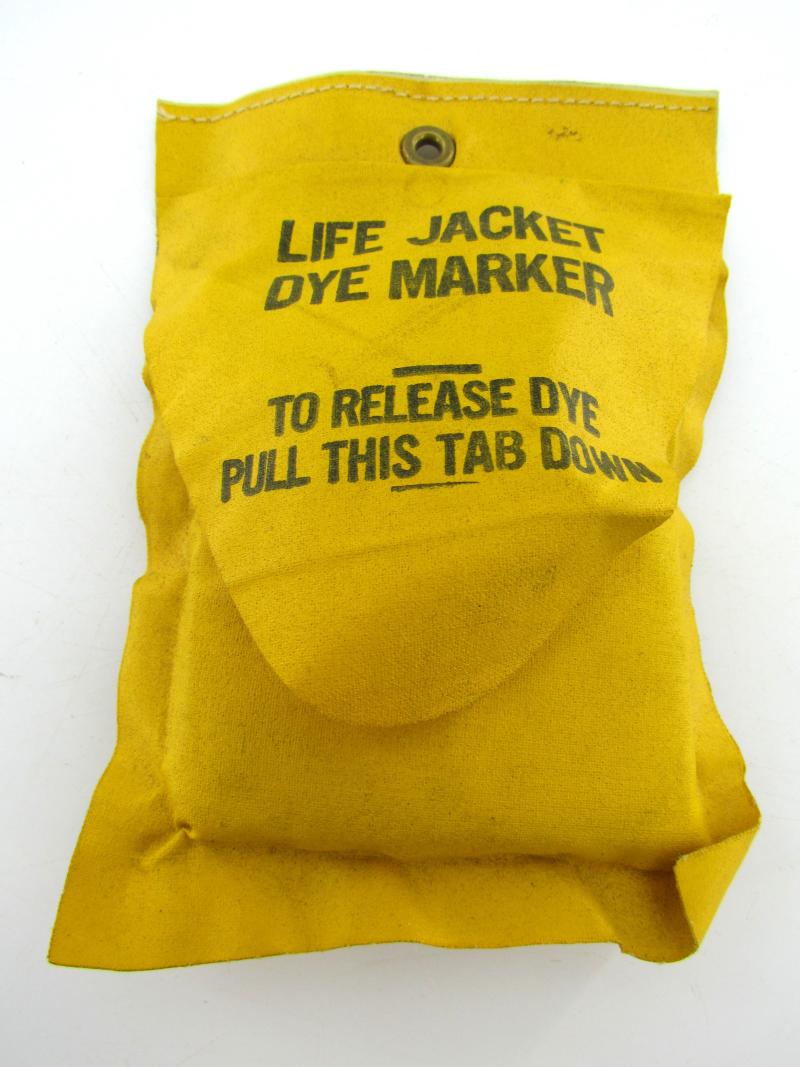 LIFE JACKET
DYE MARKER
TO RELEASE DYE
PULL THIS TAB DOWN